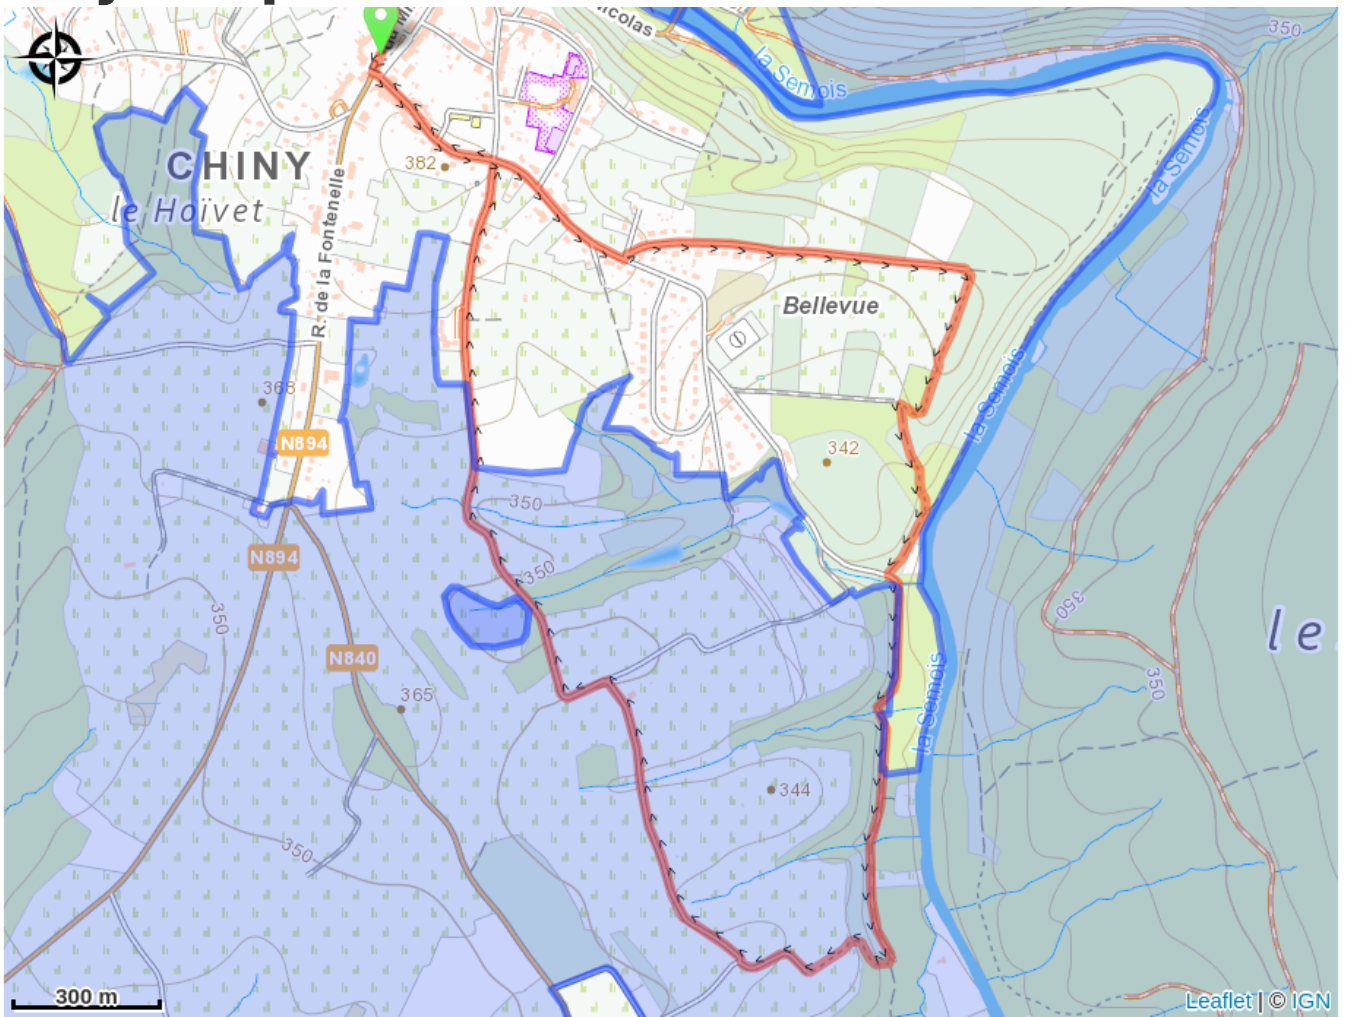 la Semois
350
la Semois
382
CHINY
le Hoïvet
R. de la Fontenelle
Bellevue
368
la Semois
N894
342
350
N894
350
350
350
le
N840
350
365
la Semois
344
350
300 m
Leaflet | © IGN